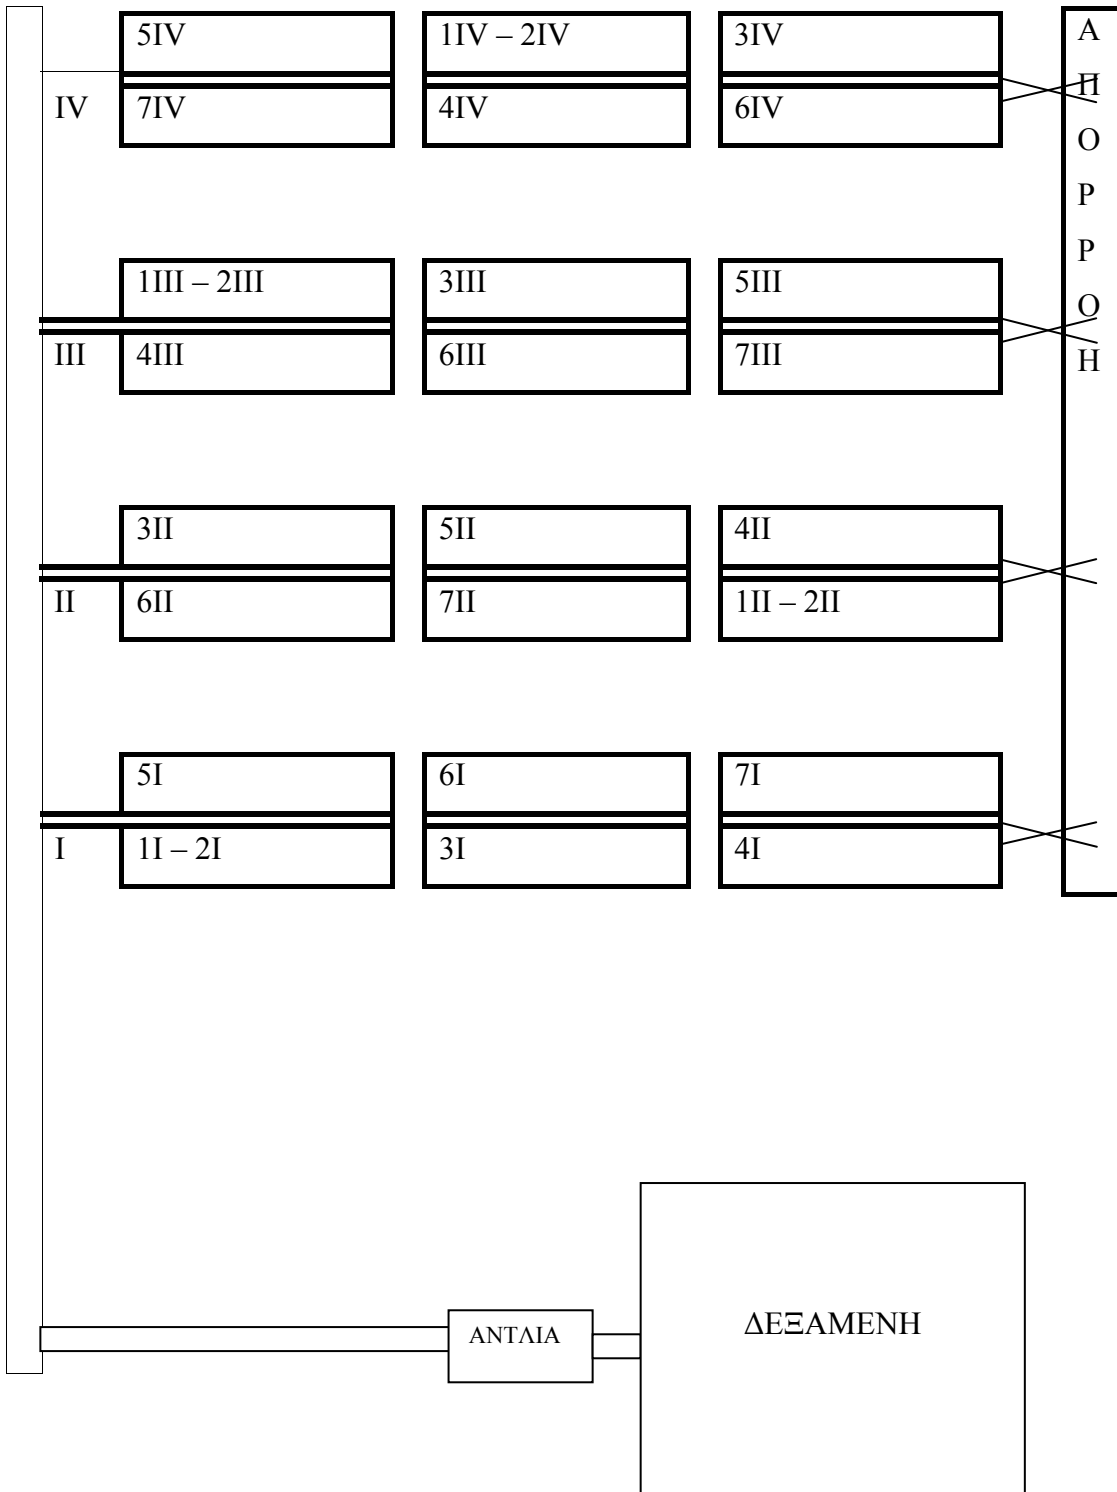 5IV 1IV – 2IV 3IV
IV 7IV 4IV 6IV
1III – 2III 3III 5III
III 4III 6III 7III
3II 5II 4II
II 6II 7II 1II – 2II
5I 6I 7I
I 1I – 2I 3I 4I
Α
Π
Ο
Ρ
Ρ
Ο
Η
ΑΝΤΛΙΑ ΔΕΞΑΜΕΝΗ